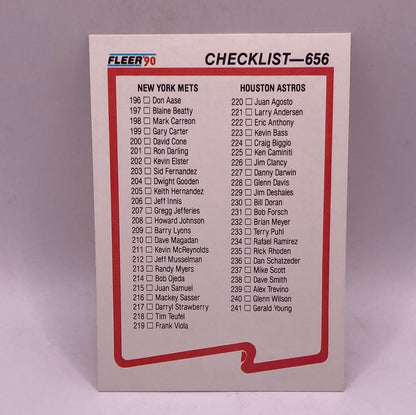 FLEER '90 CHECKLIST—656
NEW YORK METS
196 □ Don Aase
197 □ Blaine Beatty
198 □ Mark Carreon
199 □ Gary Carter
200 □ David Cone
201 □ Ron Darling
202 □ Kevin Elster
203 □ Sid Fernandez
204 □ Dwight Gooden
205 □ Keith Hernandez
206 □ Jeff Innis
207 □ Gregg Jefferies
208 □ Howard Johnson
209 □ Barry Lyons
210 □ Dave Magadan
211 □ Kevin McReynolds
212 □ Jeff Musselman
213 □ Randy Myers
214 □ Bob Ojeda
215 □ Juan Samuel
216 □ Mackey Sasser
217 □ Darryl Strawberry
218 □ Tim Teufel
219 □ Frank Viola
HOUSTON ASTROS
220 □ Juan Agosto
221 □ Larry Andersen
222 □ Eric Anthony
223 □ Kevin Bass
224 □ Craig Biggio
225 □ Ken Caminiti
226 □ Jim Clancy
227 □ Danny Darwin
228 □ Glenn Davis
229 □ Jim Deshaies
230 □ Bill Doran
231 □ Bob Forsch
232 □ Brian Meyer
233 □ Terry Puhl
234 □ Rafael Ramirez
235 □ Rick Rhoden
236 □ Dan Schatzeder
237 □ Mike Scott
238 □ Dave Smith
239 □ Alex Trevino
240 □ Glenn Wilson
241 □ Gerald Young